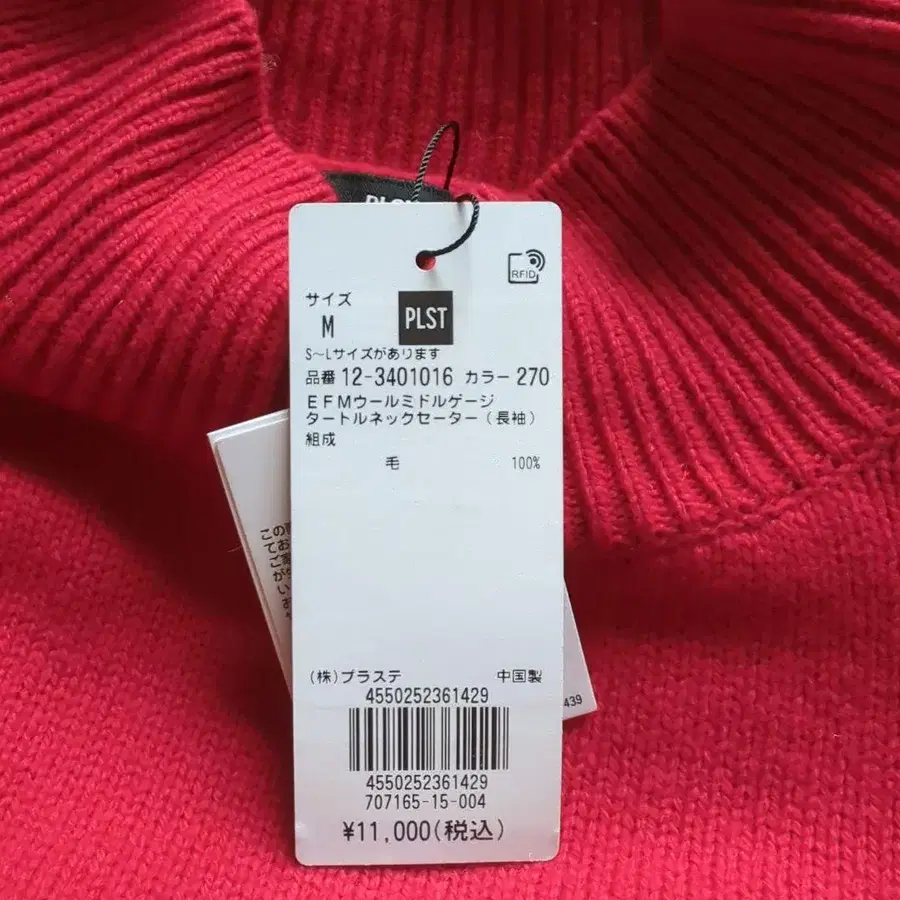 RFID
サイズ
M
PLST
S～Lサイズがあります
品番 12-3401016 カラー 270
EFMウールミドルゲージ
タートルネックセーター（長袖）
組成
毛 100%
(株)プラステ 中国製
4550252361429
4550252361429
707165-15-004
¥11,000(税込)
439